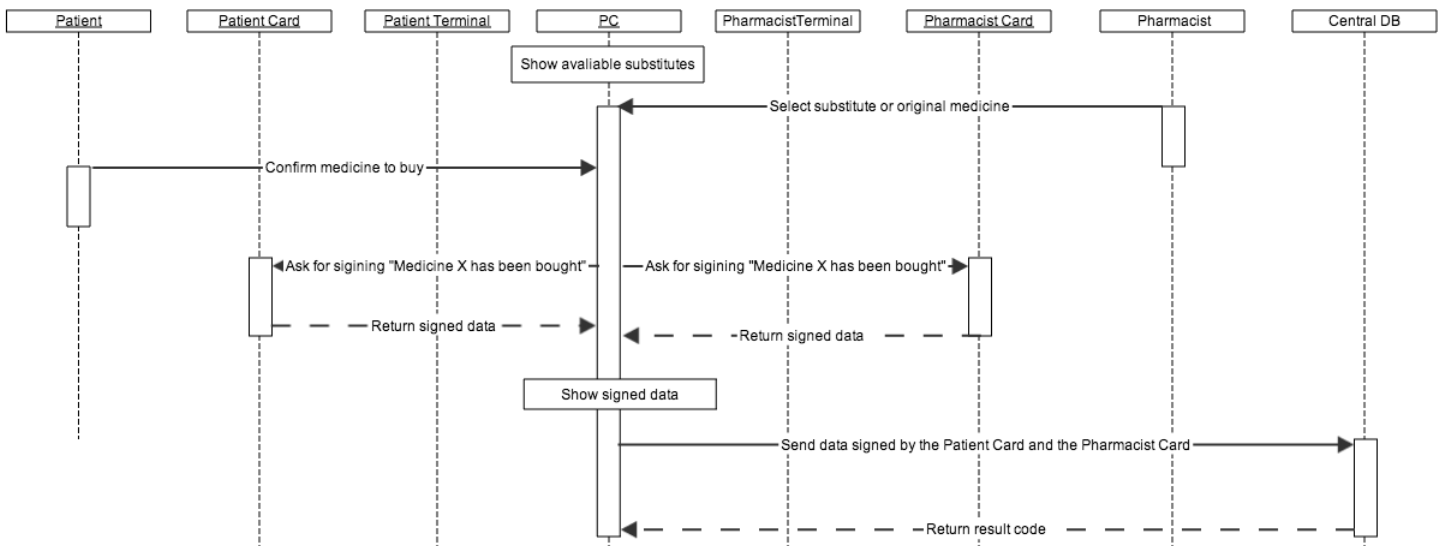 Patient
Patient Card
Patient Terminal
PC
PharmacistTerminal
Pharmacist Card
Pharmacist
Central DB
Show avaliable substitutes
Select substitute or original medicine
Confirm medicine to buy
Ask for sigining "Medicine X has been bought"
Ask for sigining "Medicine X has been bought"
Return signed data
Return signed data
Show signed data
Send data signed by the Patient Card and the Pharmacist Card
Return result code